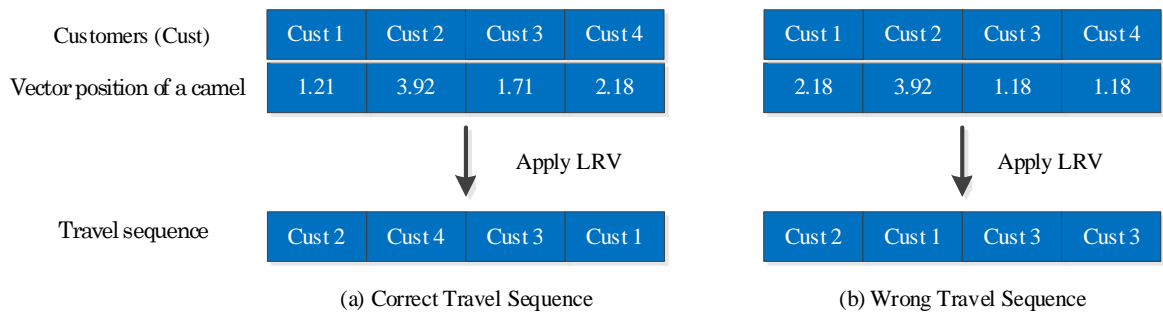 Customers (Cust) Cust 1 Cust 2 Cust 3 Cust 4 Cust 1 Cust 2 Cust 3 Cust 4
Vector position of a camel 1.21 3.92 1.71 2.18 2.18 3.92 1.18 1.18
Apply LRV Apply LRV
Travel sequence Cust 2 Cust 4 Cust 3 Cust 1 Cust 2 Cust 1 Cust 3 Cust 3
(a) Correct Travel Sequence (b) Wrong Travel Sequence